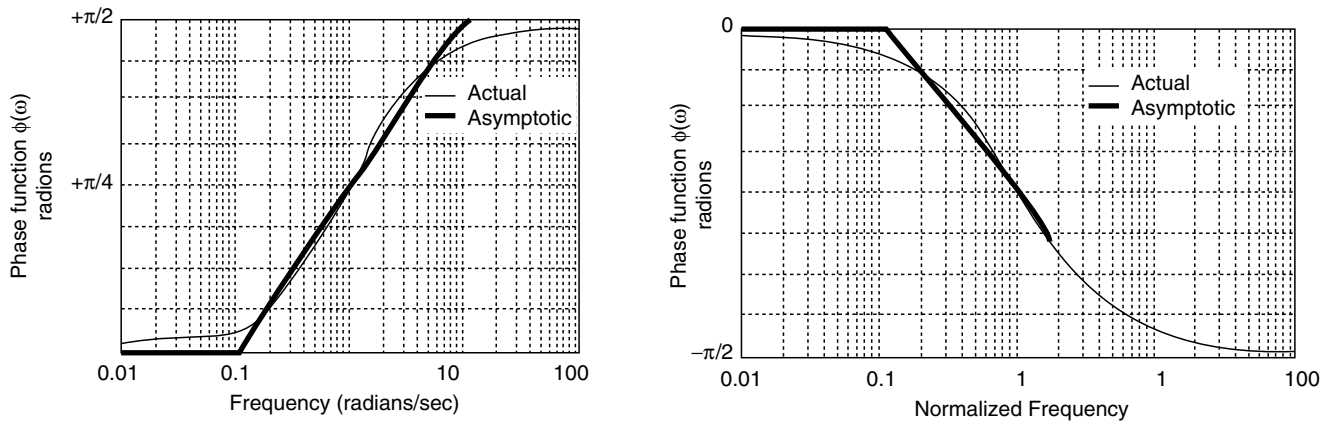 +π/2
+π/4
Phase function ϕ(ω)
radians
Actual
Asymptotic
0.01 0.1 1 10 100
Frequency (radians/sec)
0
−π/2
Phase function ϕ(ω)
radions
Actual
Asymptotic
0.01 0.1 1 1 100
Normalized Frequency